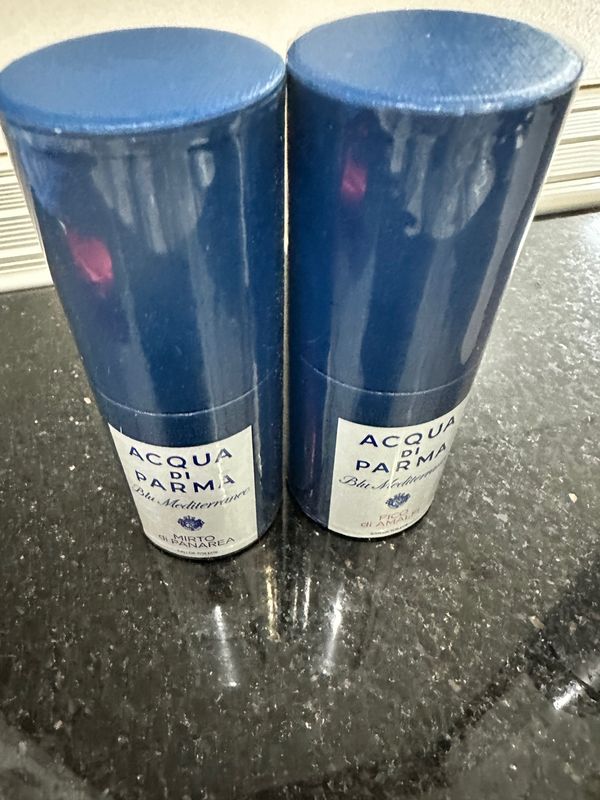 ACQUA
DI
PARMA
Blu Mediterraneo
MIRTO
di PANAREA
ACQUA
DI
PARMA
Blu Mediterraneo
FICO
di AMALFI